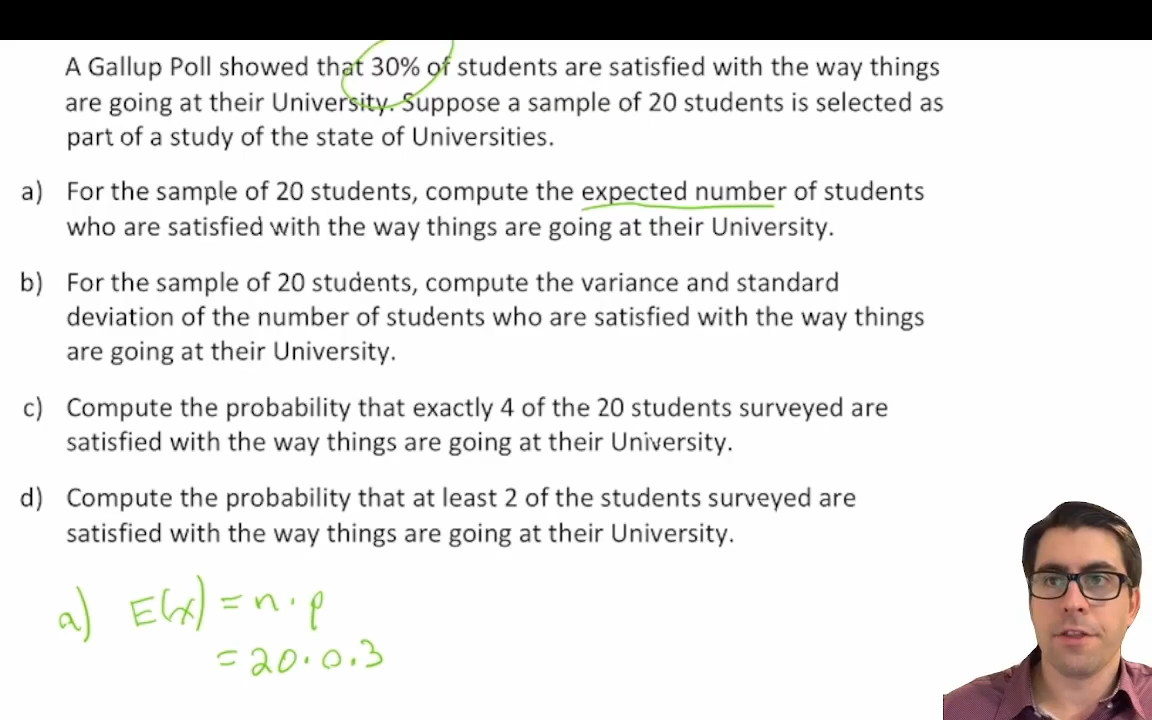 A Gallup Poll showed that 30% of students are satisfied with the way things
are going at their University. Suppose a sample of 20 students is selected as
part of a study of the state of Universities.
a) For the sample of 20 students, compute the expected number of students
who are satisfied with the way things are going at their University.
b) For the sample of 20 students, compute the variance and standard
deviation of the number of students who are satisfied with the way things
are going at their University.
c) Compute the probability that exactly 4 of the 20 students surveyed are
satisfied with the way things are going at their University.
d) Compute the probability that at least 2 of the students surveyed are
satisfied with the way things are going at their University.
a) E(x) = n · p
= 20 · 0.3